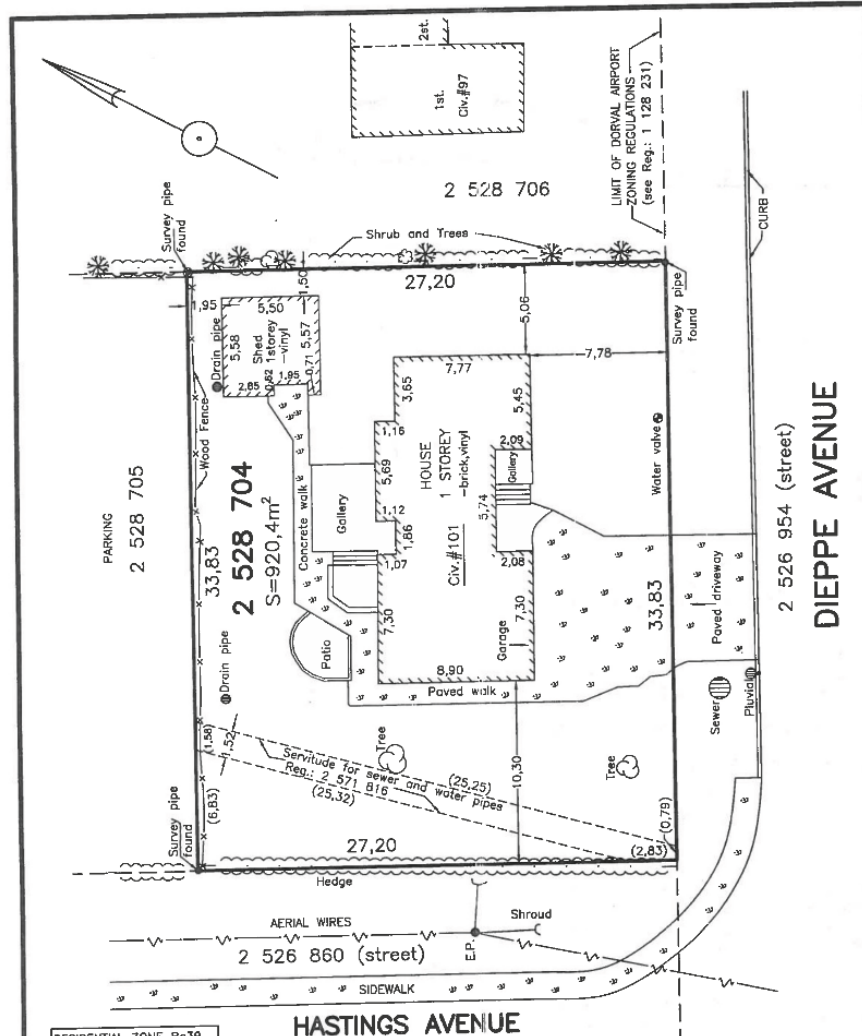 2st.
1st.
Civ.#97
LIMIT OF DORVAL AIRPORT
ZONING REGULATIONS
(see Reg.: 1 128 231)
2 528 706
CURB
Survey pipe
found
Shrub and Trees
27,20
1,50
5,06
Survey pipe
found
1,95
5,50
5,58
Shed
1storey
-vinyl
5,57
Drain pipe
2,85
0,62
1,95
0,71
7,77
7,78
3,65
5,45
1,16
Wood Fence
PARKING
2 528 705
33,83
2 528 704
S=920,4m²
Concrete walk
Gallery
5,69
1,12
1,86
1,07
HOUSE
1 STOREY
-brick,vinyl
Civ.#101
2,09
Gallery
5,74
2,08
Water valve
2 526 954 (street)
DIEPPE AVENUE
7,30
7,30
Garage
8,90
Patio
Paved walk
33,83
Paved driveway
Drain pipe
Sewer
Pluvial
(1,58)
1,52
Tree
Servitude for sewer and water pipes
Reg.: 2 571 816
(25,25)
(25,32)
10,30
Tree
(6,83)
Survey pipe
found
27,20
(0,79)
(2,83)
Hedge
AERIAL WIRES
Shroud
E.P.
2 526 860 (street)
SIDEWALK
HASTINGS AVENUE
RESIDENTIAL ZONE